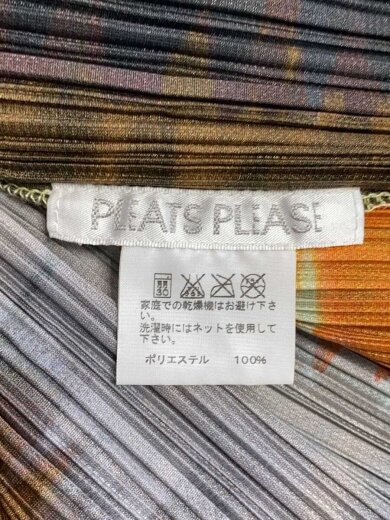 PLEATS PLEASE
家庭での乾燥機はお避け下さ
い。
洗濯時にはネットを使用して
下さい。
ポリエステル 100%